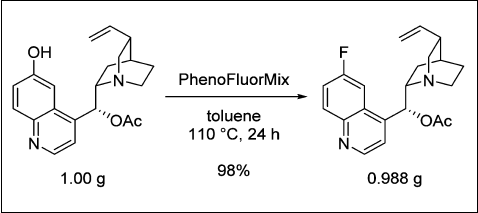 OH
N
N
OAc
1.00 g
PhenoFluorMix
toluene
110 °C, 24 h
98%
F
N
N
OAc
0.988 g